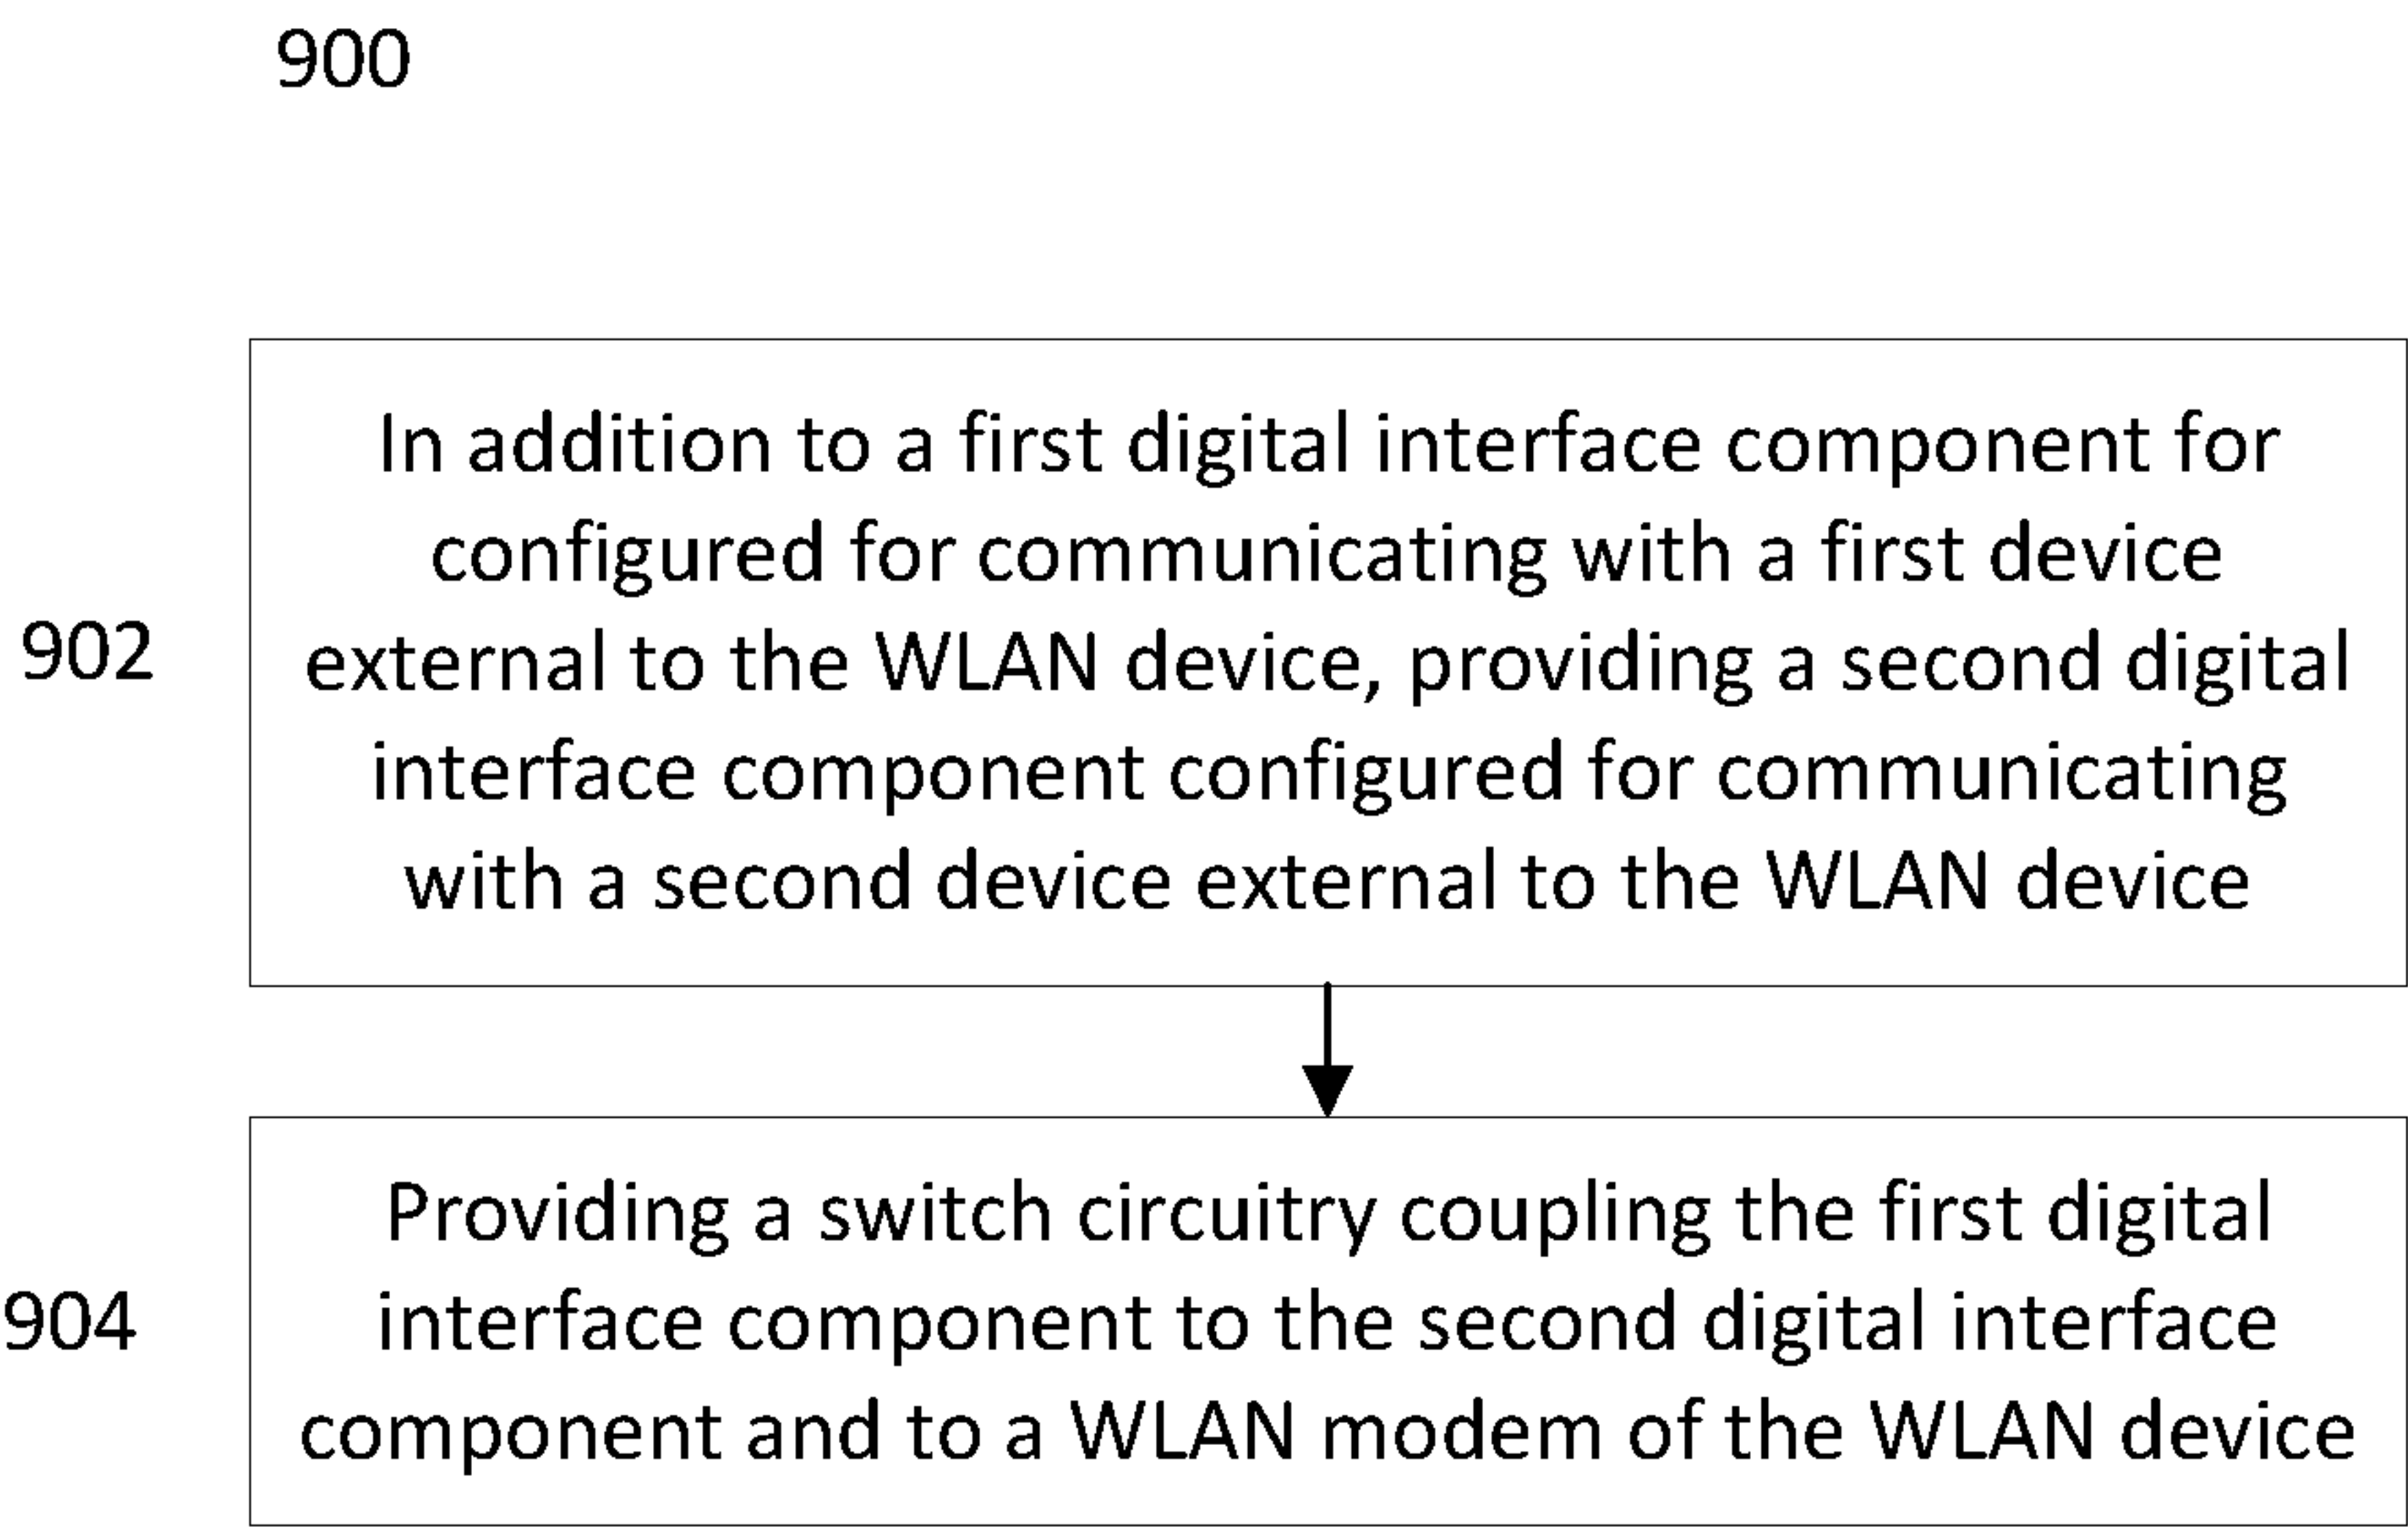 900
In addition to a first digital interface component for
configured for communicating with a first device
902
external to the WLAN device, providing a second digital
interface component configured for communicating
with a second device external to the WLAN device
Providing a switch circuitry coupling the first digital
904
interface component to the second digital interface
component and to a WLAN modem of the WLAN device